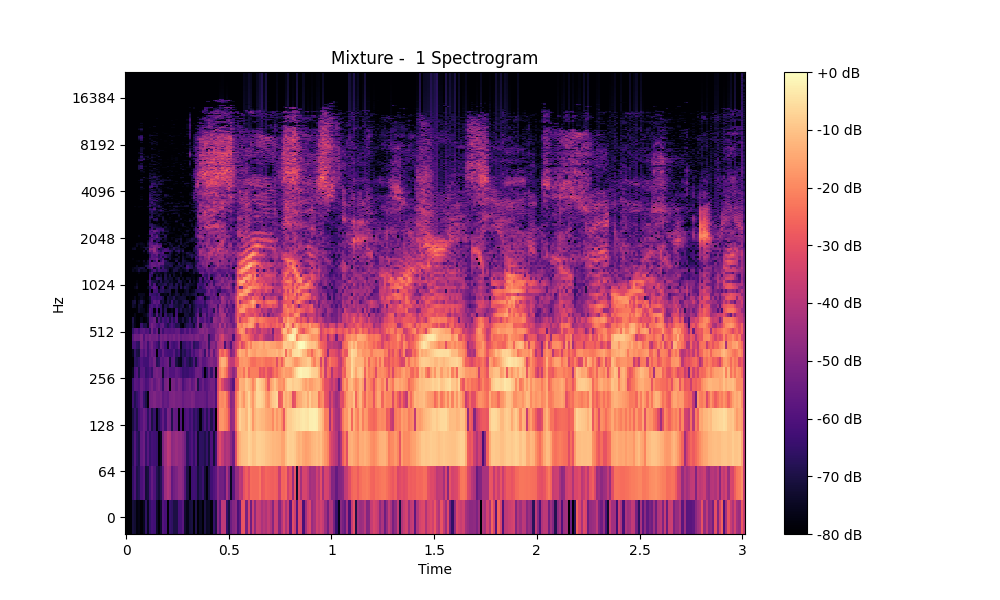 Mixture -  1 Spectrogram
16384
8192
4096
2048
1024
512
256
128
64
0
Hz
0
0.5
1
1.5
2
2.5
3
Time
+0 dB
-10 dB
-20 dB
-30 dB
-40 dB
-50 dB
-60 dB
-70 dB
-80 dB